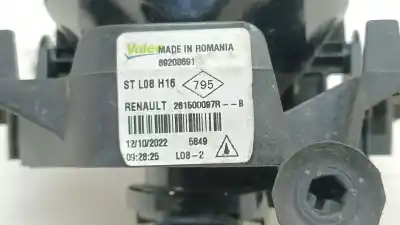 Valeo MADE IN ROMANIA
89208691
ST L08 H16 795
RENAULT 261500097R--B
12/10/2022 5849
09:28:25 L08-2